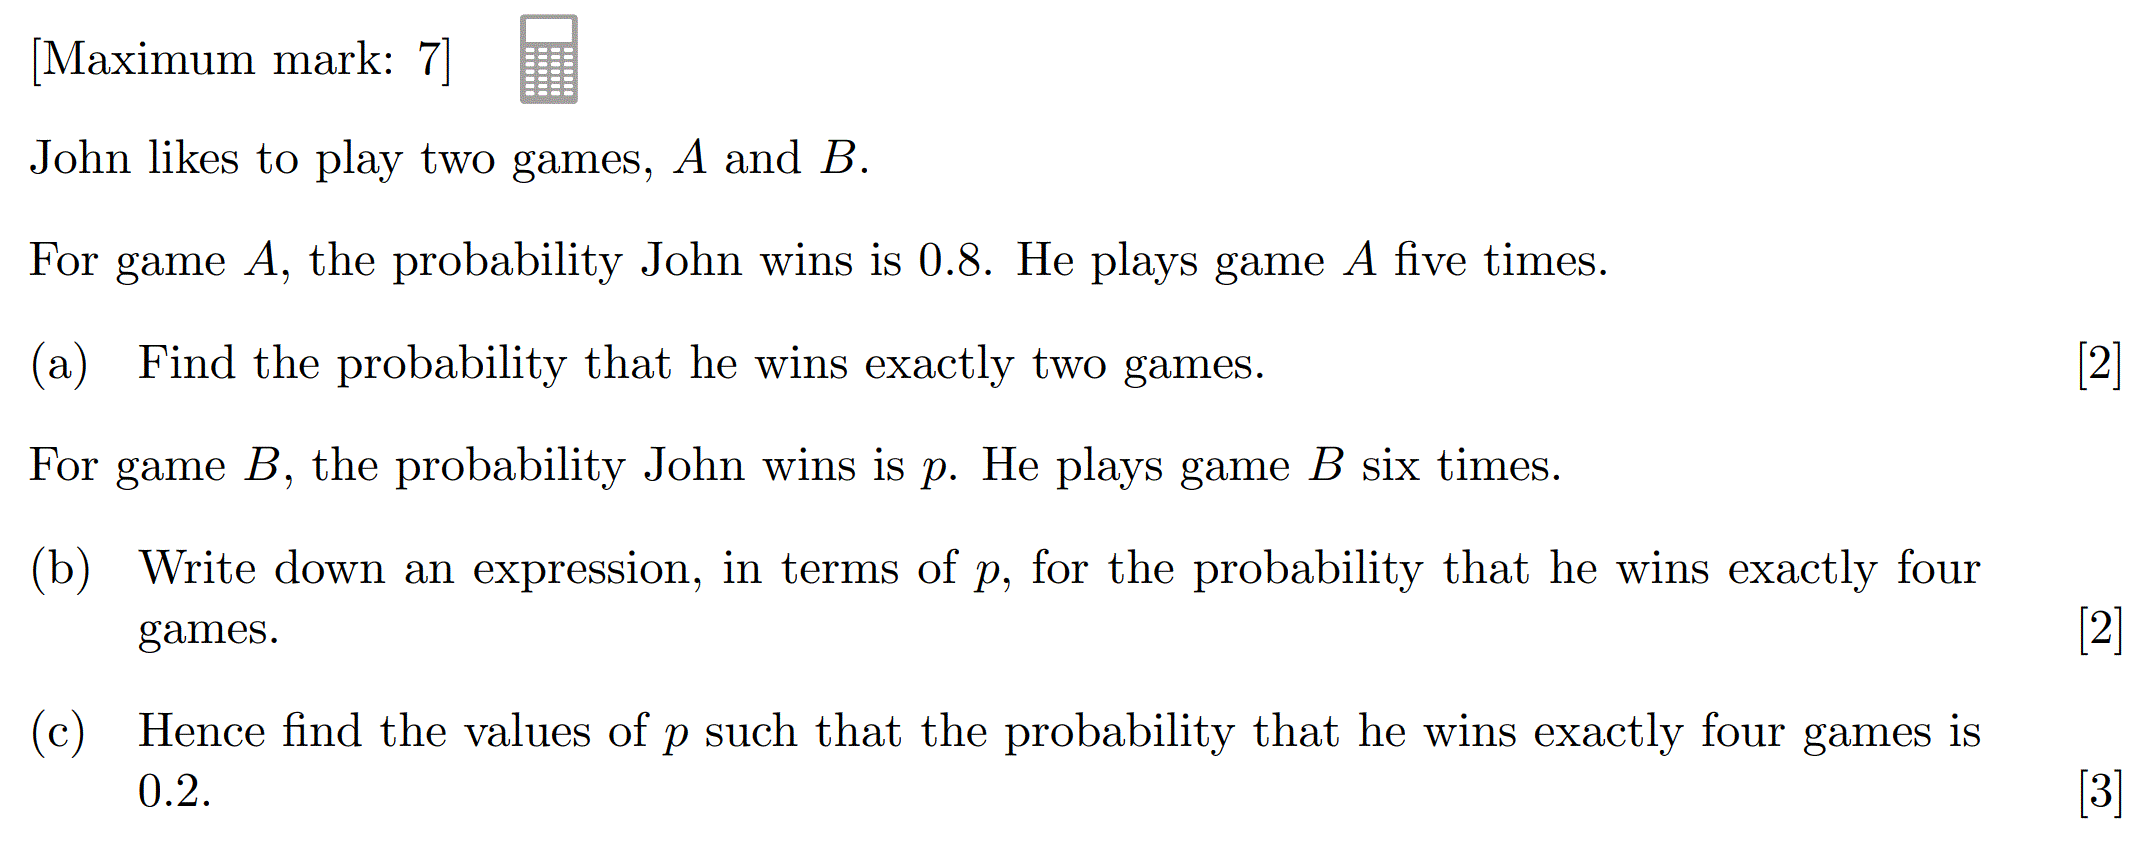 [Maximum mark: 7]
John likes to play two games, A and B.
For game A, the probability John wins is 0.8. He plays game A five times.
(a) Find the probability that he wins exactly two games. [2]
For game B, the probability John wins is p. He plays game B six times.
(b) Write down an expression, in terms of p, for the probability that he wins exactly four
games. [2]
(c) Hence find the values of p such that the probability that he wins exactly four games is
0.2. [3]